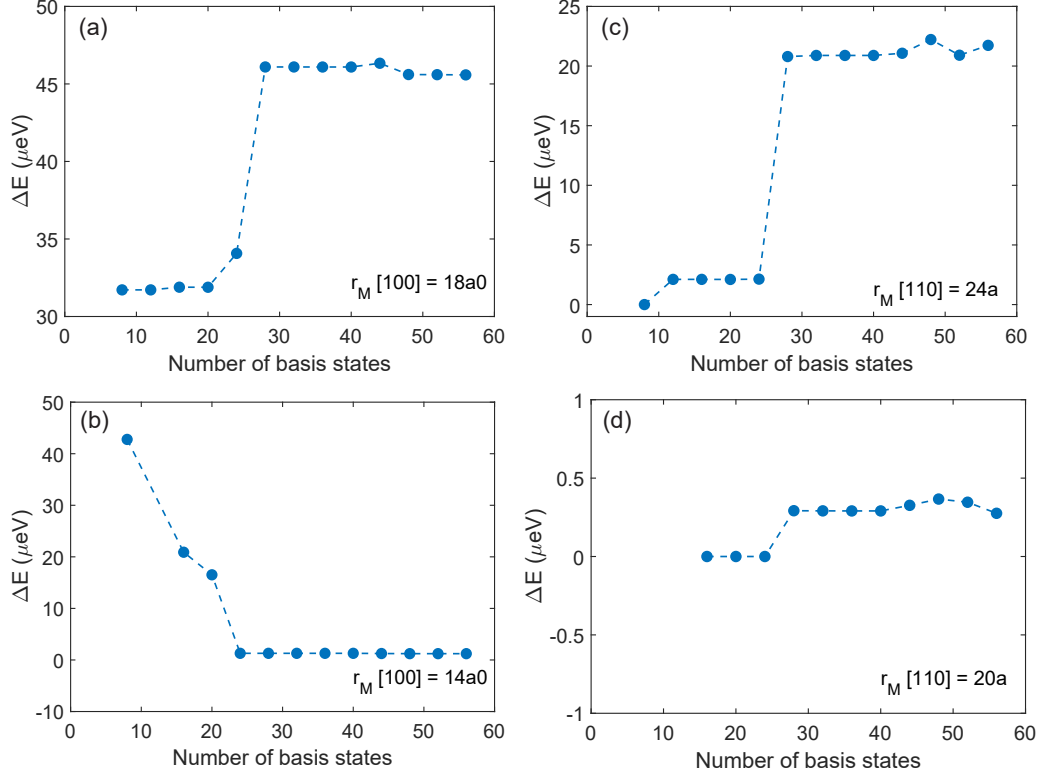 (a)
50
45
40
35
30
ΔE (μeV)
0 10 20 30 40 50 60
Number of basis states
r_M [100] = 18a0
(c)
25
20
15
10
5
0
ΔE (μeV)
0 10 20 30 40 50 60
Number of basis states
r_M [110] = 24a
(b)
50
40
30
20
10
0
-10
ΔE (μeV)
0 10 20 30 40 50 60
Number of basis states
r_M [100] = 14a0
(d)
1
0.5
0
-0.5
-1
ΔE (μeV)
0 10 20 30 40 50 60
Number of basis states
r_M [110] = 20a